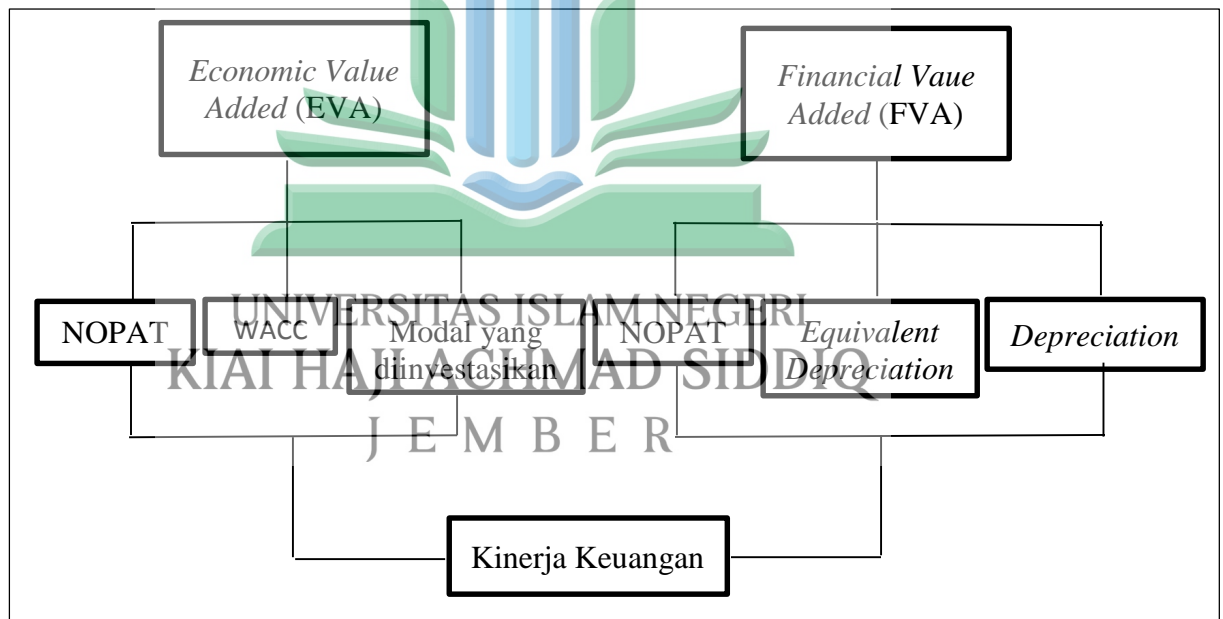 Economic Value
Added (EVA)
Financial Vaue
Added (FVA)
NOPAT
WACC
Modal yang
diinvestasikan
NOPAT
Equivalent
Depreciation
Depreciation
UNIVERSITAS ISLAM NEGERI
KIAI HAJI ACHMAD SIDDIQ
JEMBER
Kinerja Keuangan